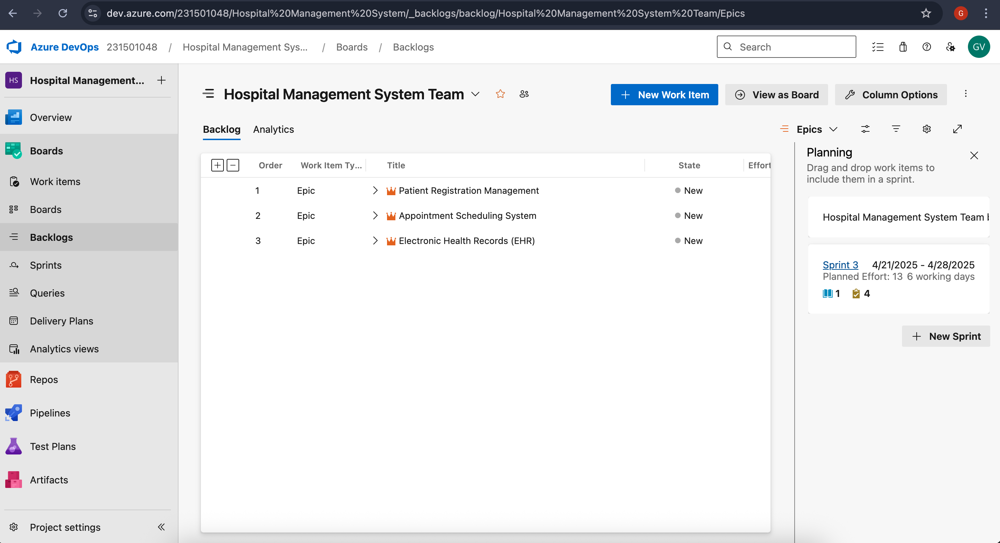 dev.azure.com/231501048/Hospital%20Management%20System/_backlogs/backlog/Hospital%20Management%20System%20Team/Epics
G
Azure DevOps 231501048 / Hospital Management Sys... / Boards / Backlogs
Search
GV
HS Hospital Management...
Overview
Boards
Work items
Boards
Backlogs
Sprints
Queries
Delivery Plans
Analytics views
Repos
Pipelines
Test Plans
Artifacts
Project settings
Hospital Management System Team
New Work Item
View as Board
Column Options
Backlog Analytics
Epics
Order Work Item Ty... Title State Effort
1 Epic Patient Registration Management New
2 Epic Appointment Scheduling System New
3 Epic Electronic Health Records (EHR) New
Planning
Drag and drop work items to
include them in a sprint.
Hospital Management System Team
Sprint 3 4/21/2025 - 4/28/2025
Planned Effort: 13 6 working days
1 4
New Sprint